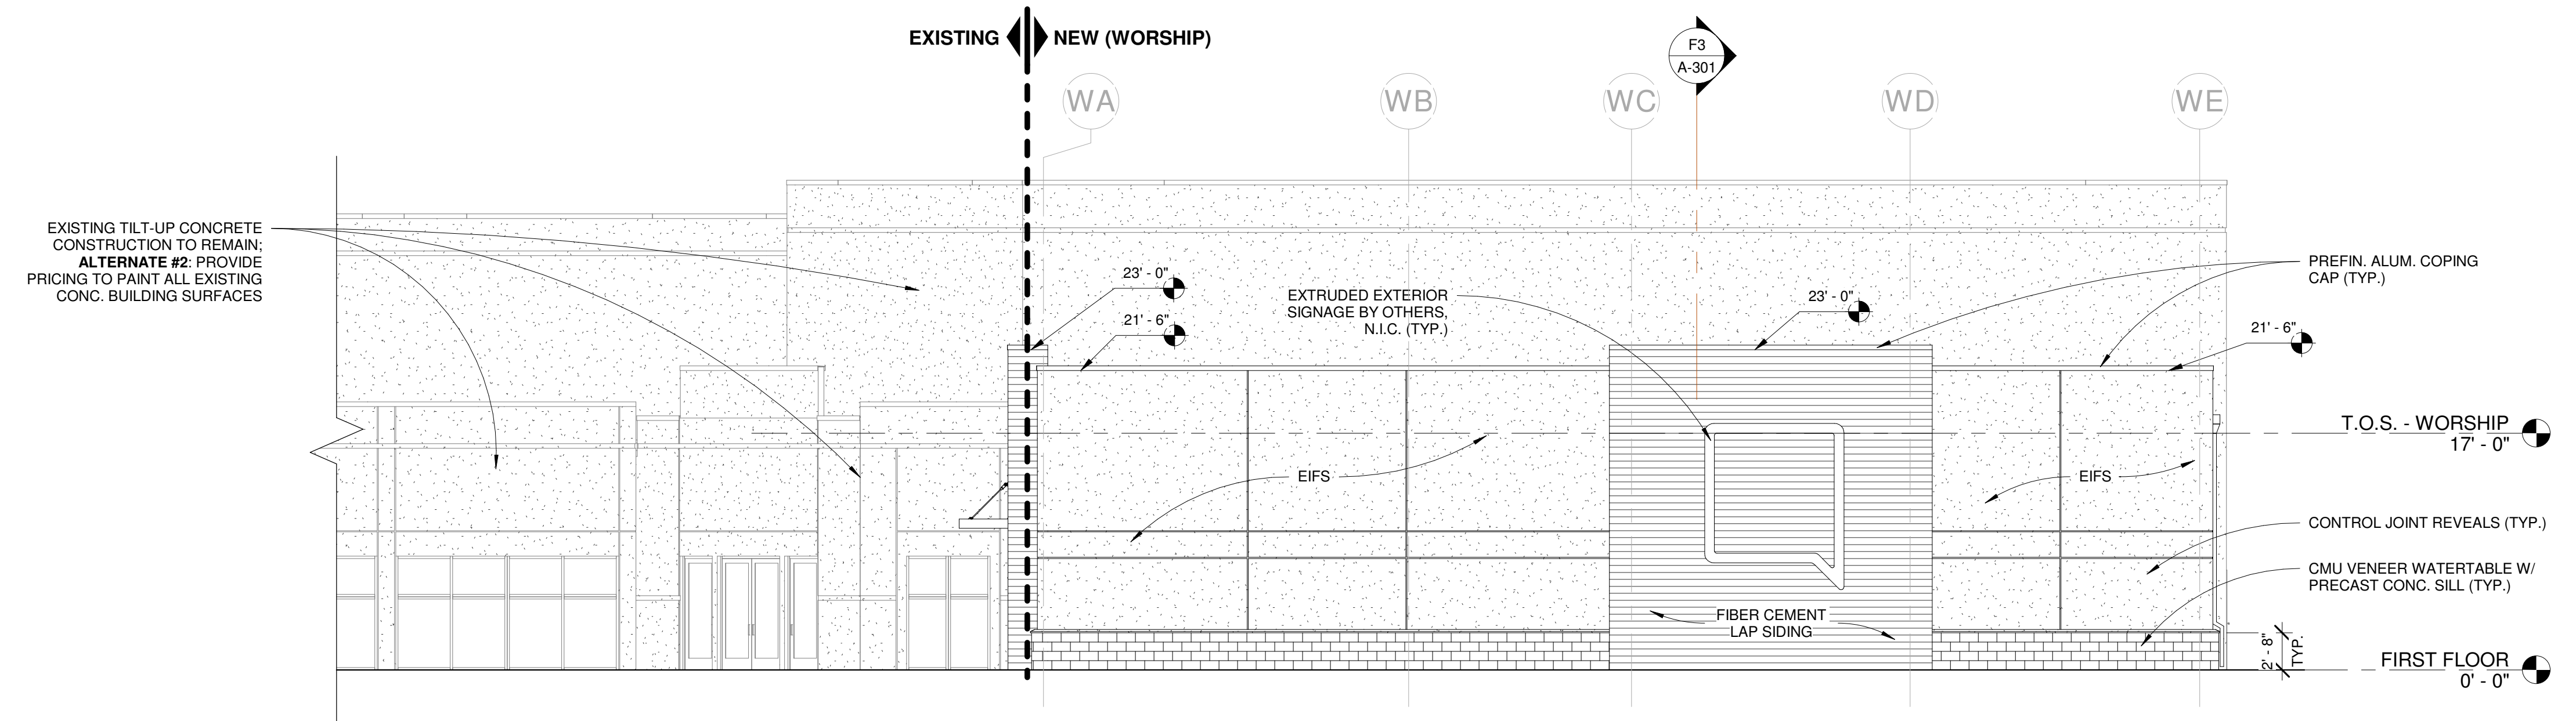 EXISTING NEW (WORSHIP)
F3
A-301
WA WB WC WD WE
EXISTING TILT-UP CONCRETE
CONSTRUCTION TO REMAIN;
ALTERNATE #2: PROVIDE
PRICING TO PAINT ALL EXISTING
CONC. BUILDING SURFACES
23' - 0"
21' - 6"
EXTRUDED EXTERIOR
SIGNAGE BY OTHERS,
N.I.C. (TYP.)
23' - 0"
PREFIN. ALUM. COPING
CAP (TYP.)
21' - 6"
T.O.S. - WORSHIP
17' - 0"
EIFS
EIFS
CONTROL JOINT REVEALS (TYP.)
CMU VENEER WATERTABLE W/
PRECAST CONC. SILL (TYP.)
FIBER CEMENT
LAP SIDING
2' - 8"
TYP.
FIRST FLOOR
0' - 0"